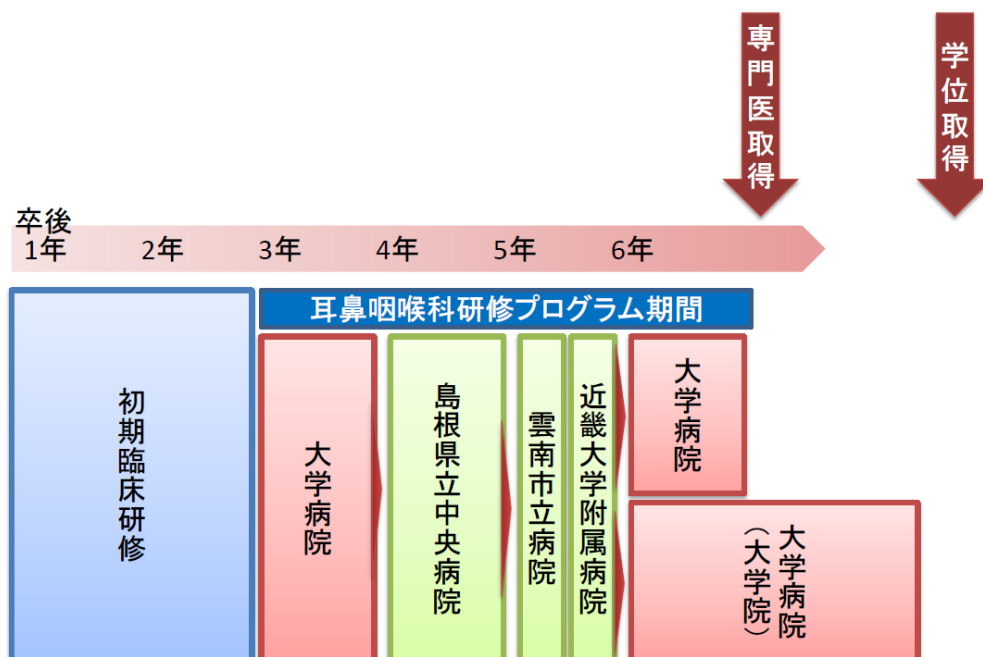 専門医取得
学位取得
卒後
1年 2年 3年 4年 5年 6年
耳鼻咽喉科研修プログラム期間
初期臨床研修
大学病院
島根県立中央病院
雲南市立病院
近畿大学附属病院
大学病院
大学病院
（大学院）